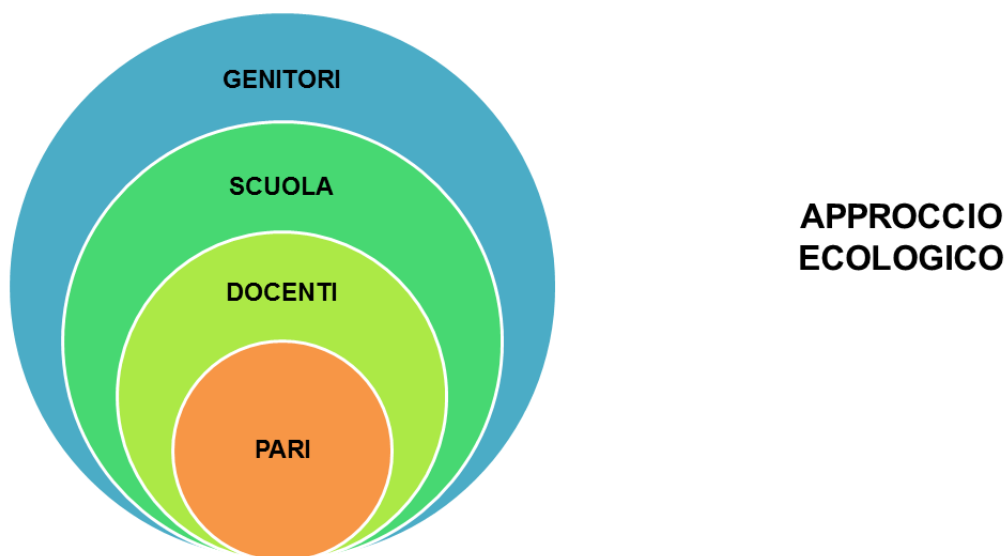 GENITORI
SCUOLA
DOCENTI
PARI
APPROCCIO
ECOLOGICO